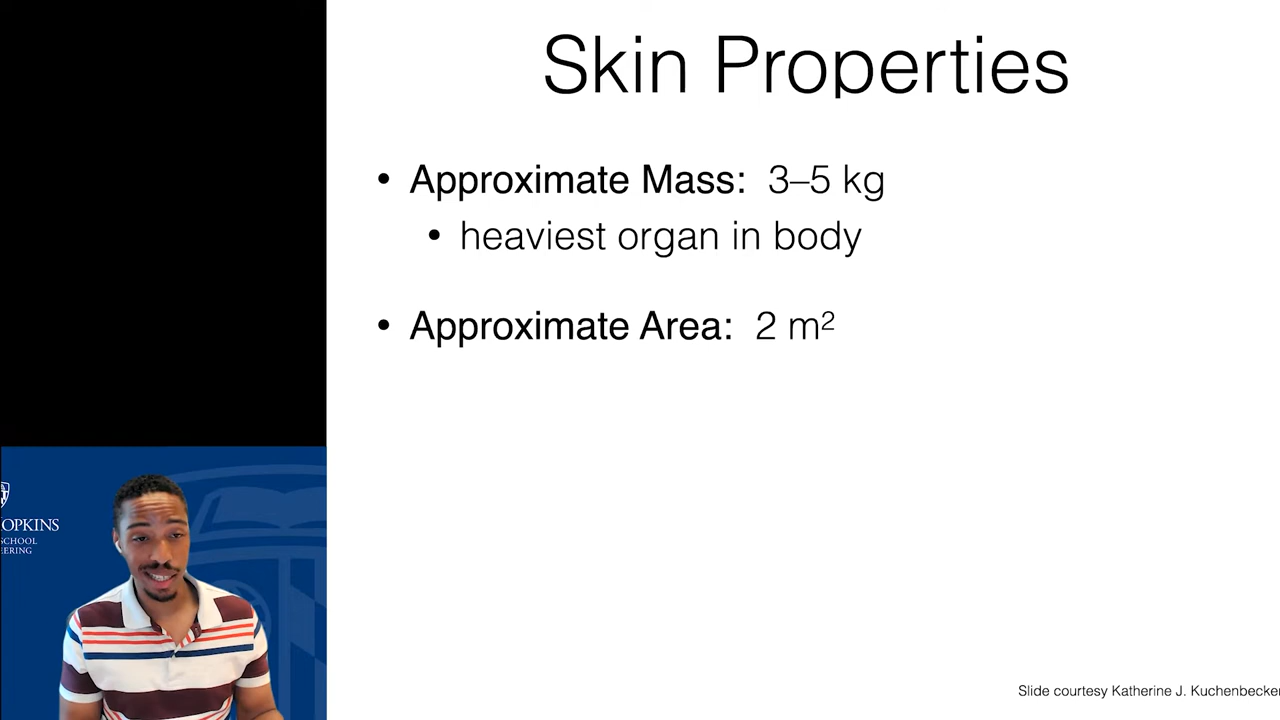 Skin Properties
• Approximate Mass: 3–5 kg
• heaviest organ in body
• Approximate Area: 2 m²
OPKINS
SCHOOL
EERING
Slide courtesy Katherine J. Kuchenbecker